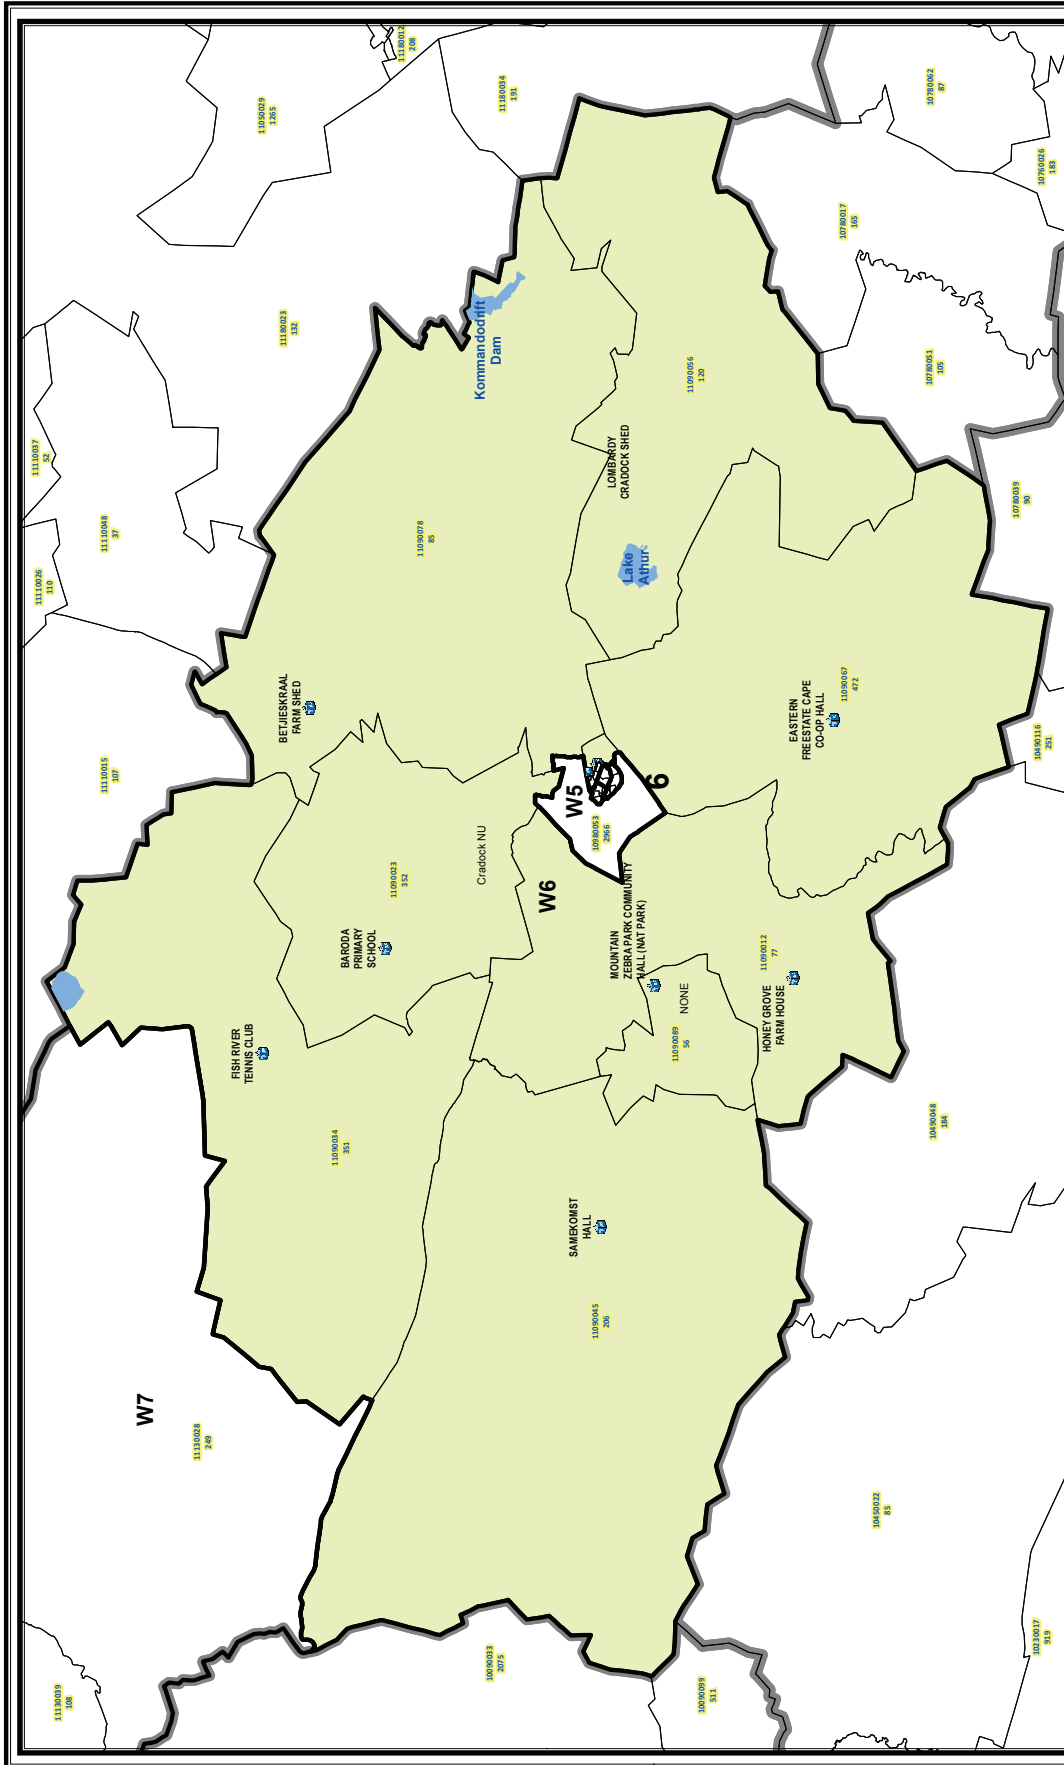 11130039
108
11130028
249
W7
11110015
107
11110026
110
11110048
37
11110037
52
11180023
132
11050029
1265
11180012
208
11180034
191
10090033
2075
11090034
351
FISH RIVER
TENNIS CLUB
BARODA
PRIMARY
SCHOOL
11090023
352
BETJIESKRAAL
FARM SHED
11090078
85
Kommandodrift
Dam
Cradock NU
W6
W5
6
10980053
2966
11090045
206
SAMEKOMST
HALL
MOUNTAIN
ZEBRA PARK COMMUNITY
HALL (NAT PARK)
NONE
11090089
56
Lake
Athur
LOMBARDY
CRADOCK SHED
11090056
120
10090099
511
HONEY GROVE
FARM HOUSE
11090012
77
EASTERN
FREESTATE CAPE
CO-OP HALL
11090067
472
10780017
165
10780062
87
10760026
183
10780051
105
10780039
90
10490116
251
10490048
184
10450022
85
10230017
919